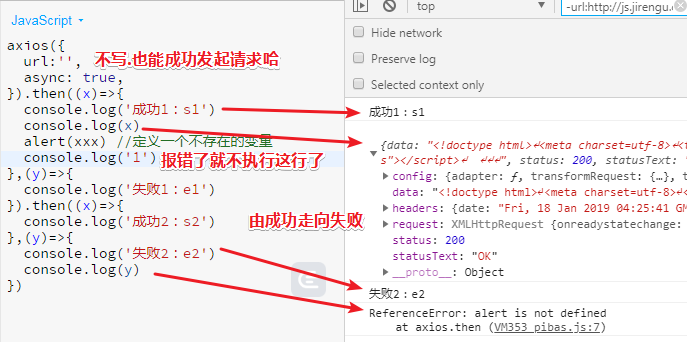 JavaScript
axios({
url:'',
不写.也能成功发起请求哈
async: true,
}).then((x)=>{
console.log('成功1：s1')
console.log(x)
alert(xxx) //定义一个不存在的变量
console.log('1')
报错了就不执行这行了
},(y)=>{
console.log('失败1：e1')
}).then((x)=>{
console.log('成功2：s2')
由成功走向失败
},(y)=>{
console.log('失败2：e2')
console.log(y)
})
top
-url:http://js.jirengu.c
Hide network
Preserve log
Selected context only
成功1：s1
{data: "<!doctype html>↵<meta charset=utf-8>↵<t
s"></script>↵ ↵↵↵", status: 200, statusText: "
config: {adapter: ƒ, transformRequest: {…}, t
data: "<!doctype html>↵<meta charset=utf-8>↵
headers: {date: "Fri, 18 Jan 2019 04:25:41 GM
request: XMLHttpRequest {onreadystatechange:
status: 200
statusText: "OK"
__proto__: Object
失败2：e2
ReferenceError: alert is not defined
at axios.then (VM353 pibas.js:7)